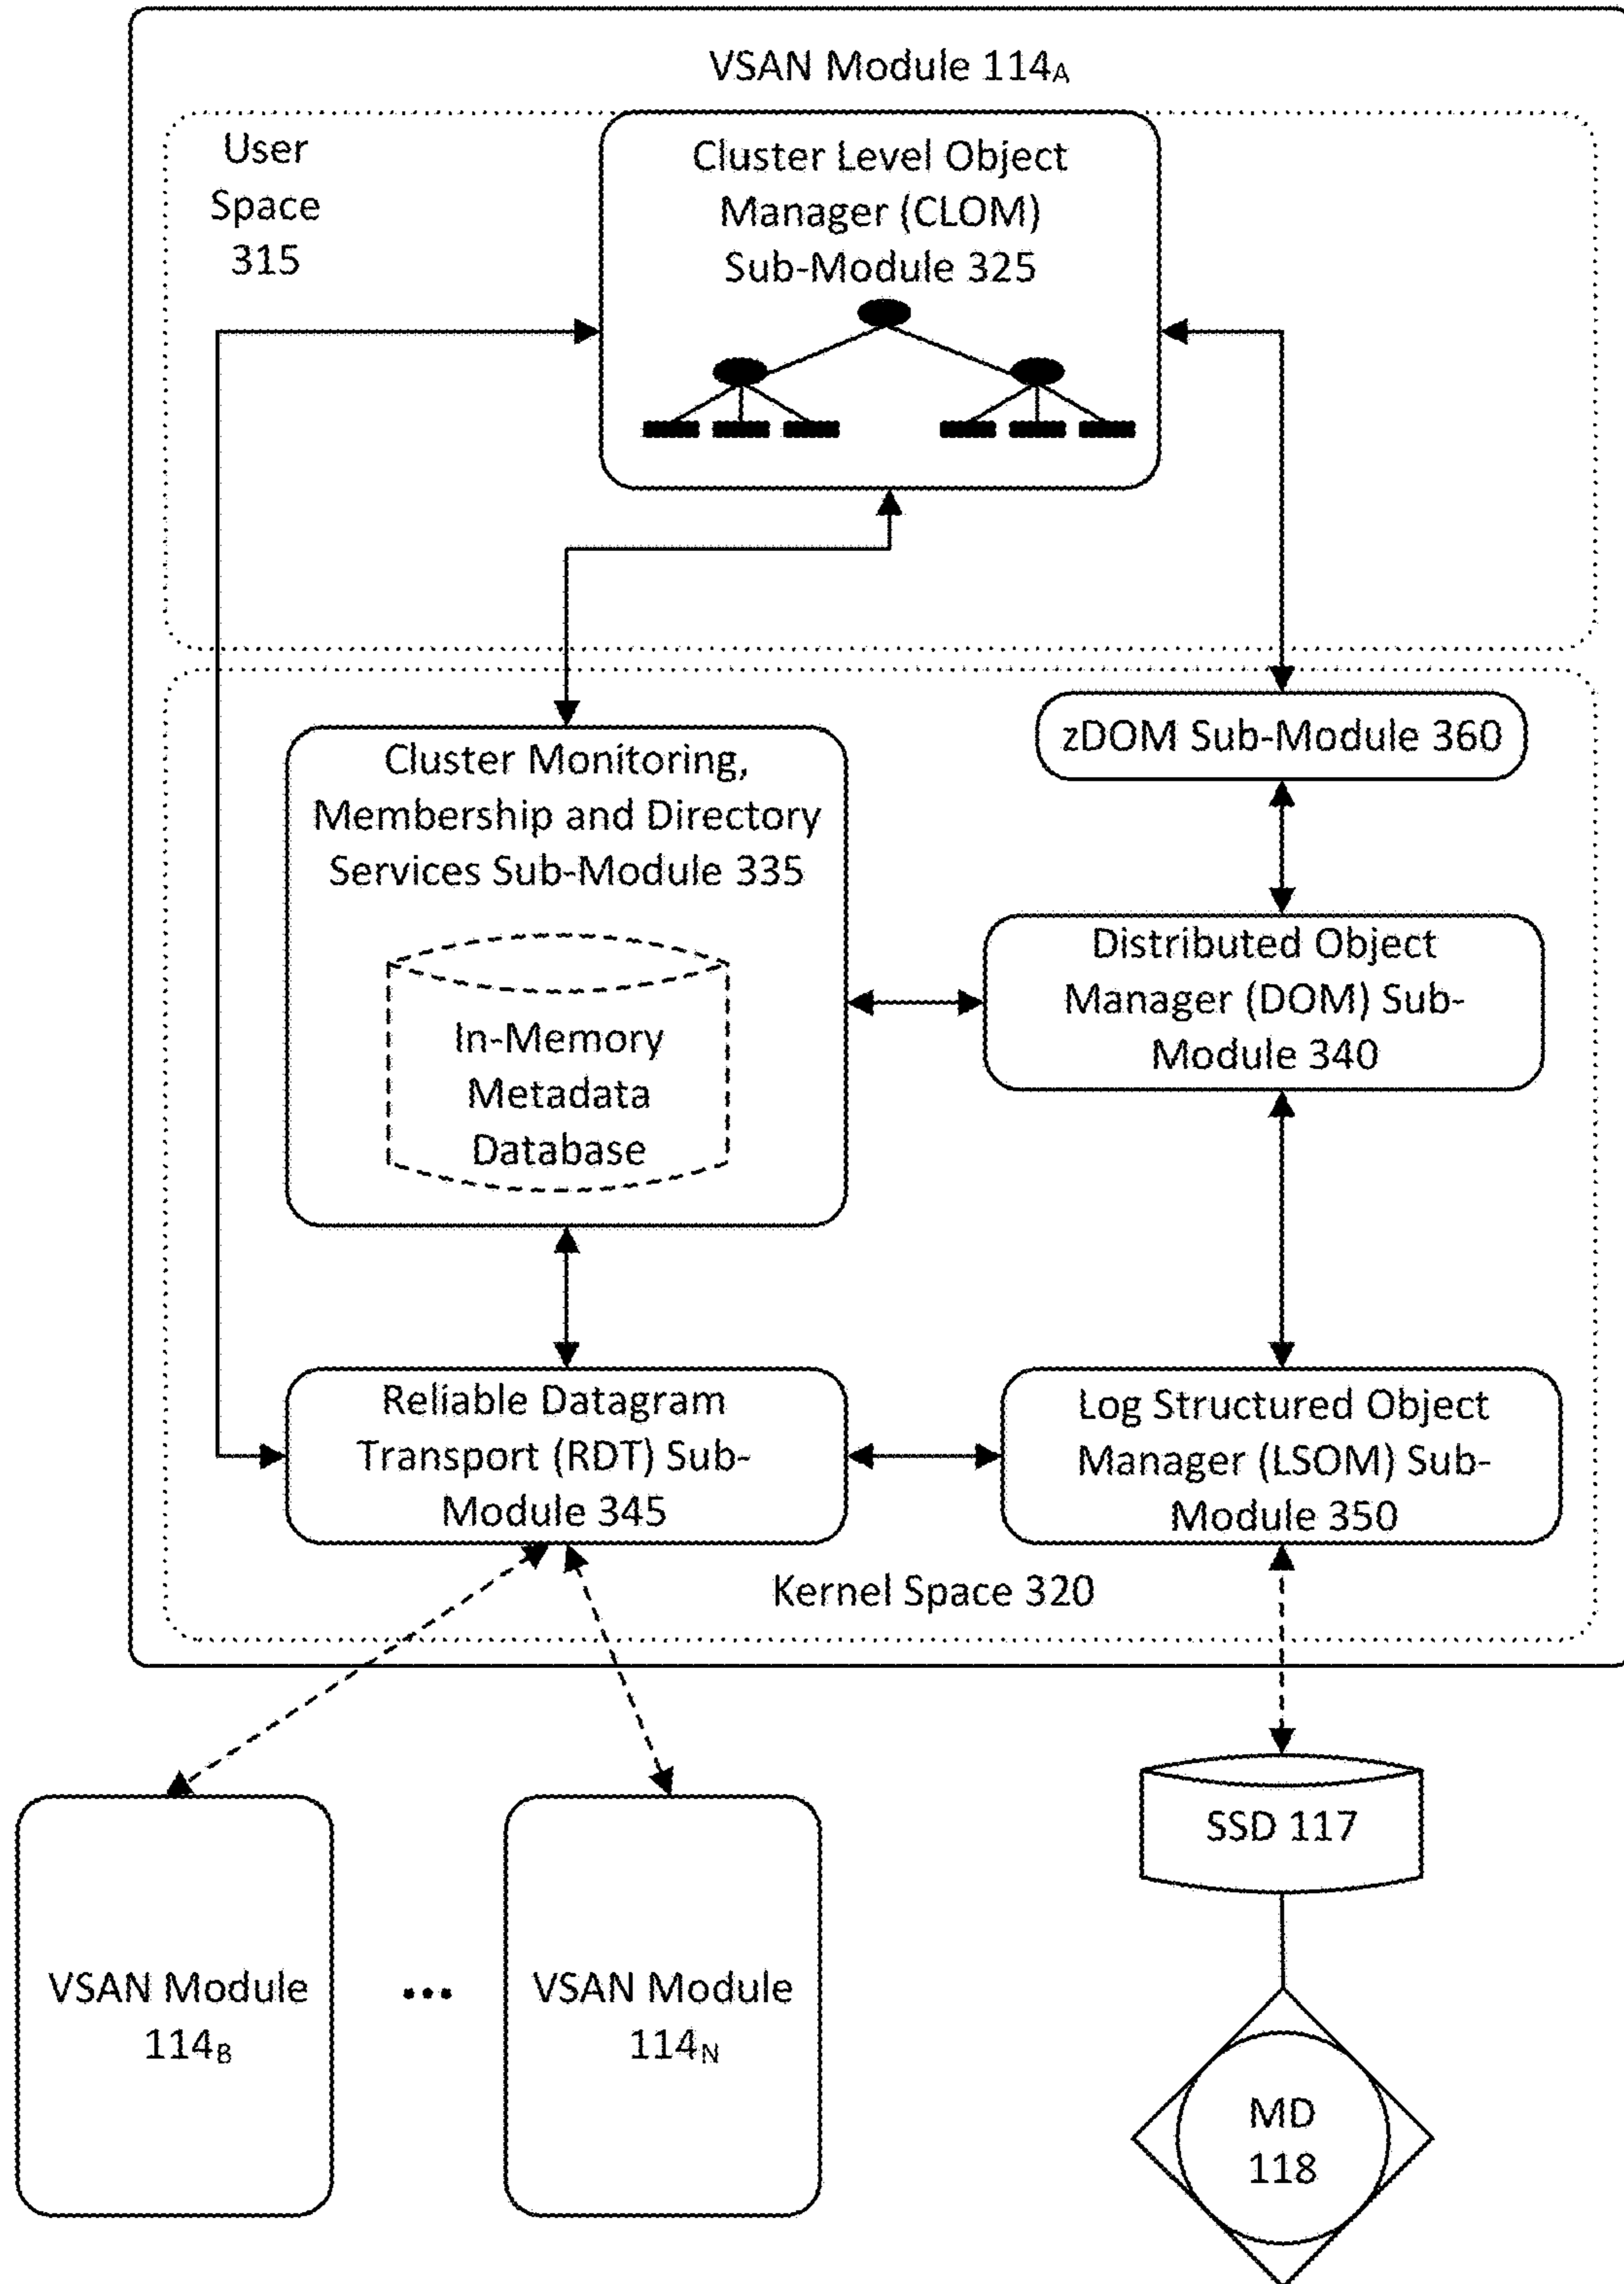 VSAN Module 114A
User
Space
315
Cluster Level Object
Manager (CLOM)
Sub-Module 325
zDOM Sub-Module 360
Cluster Monitoring,
Membership and Directory
Services Sub-Module 335
In-Memory
Metadata
Database
Distributed Object
Manager (DOM) Sub-
Module 340
Reliable Datagram
Transport (RDT) Sub-
Module 345
Log Structured Object
Manager (LSOM) Sub-
Module 350
Kernel Space 320
SSD 117
VSAN Module
114B
...
VSAN Module
114N
MD
118